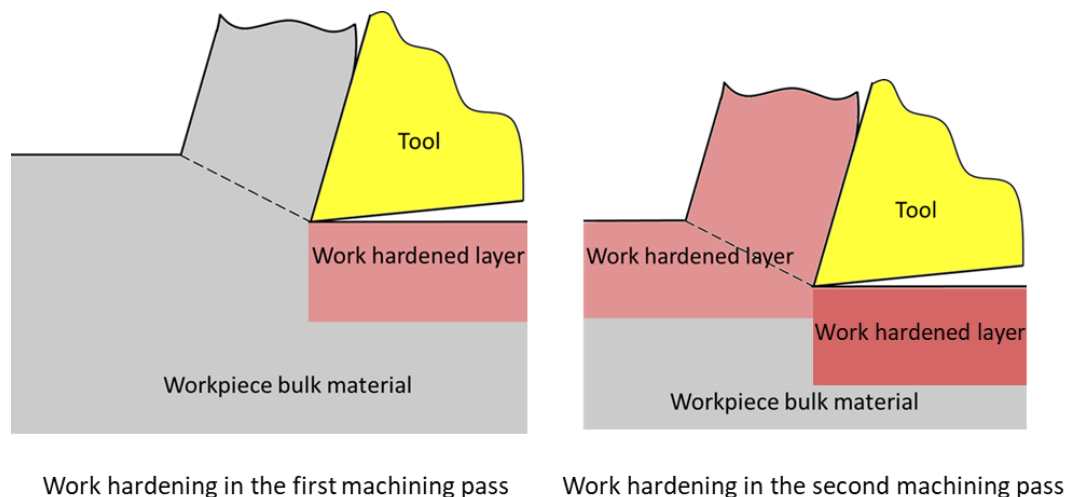 Tool
Work hardened layer
Workpiece bulk material
Work hardening in the first machining pass
Tool
Work hardened layer
Work hardened layer
Workpiece bulk material
Work hardening in the second machining pass